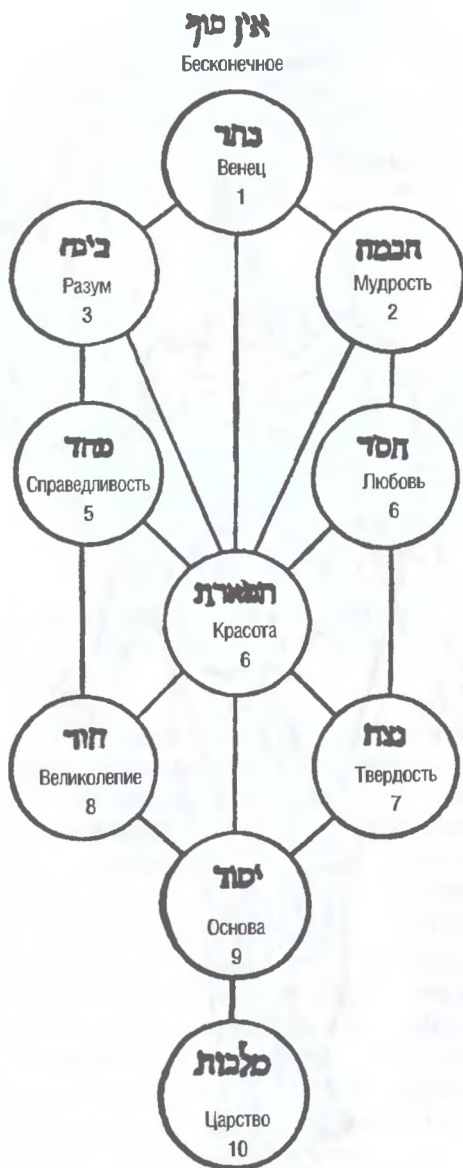 אין סוף
Бесконечное
כתר
Венец
1
בינה
Разум
3
חכמה
Мудрость
2
פחד
Справедливость
5
חסד
Любовь
6
תפארת
Красота
6
הוד
Великолепие
8
נצח
Твердость
7
יסוד
Основа
9
מלכות
Царство
10